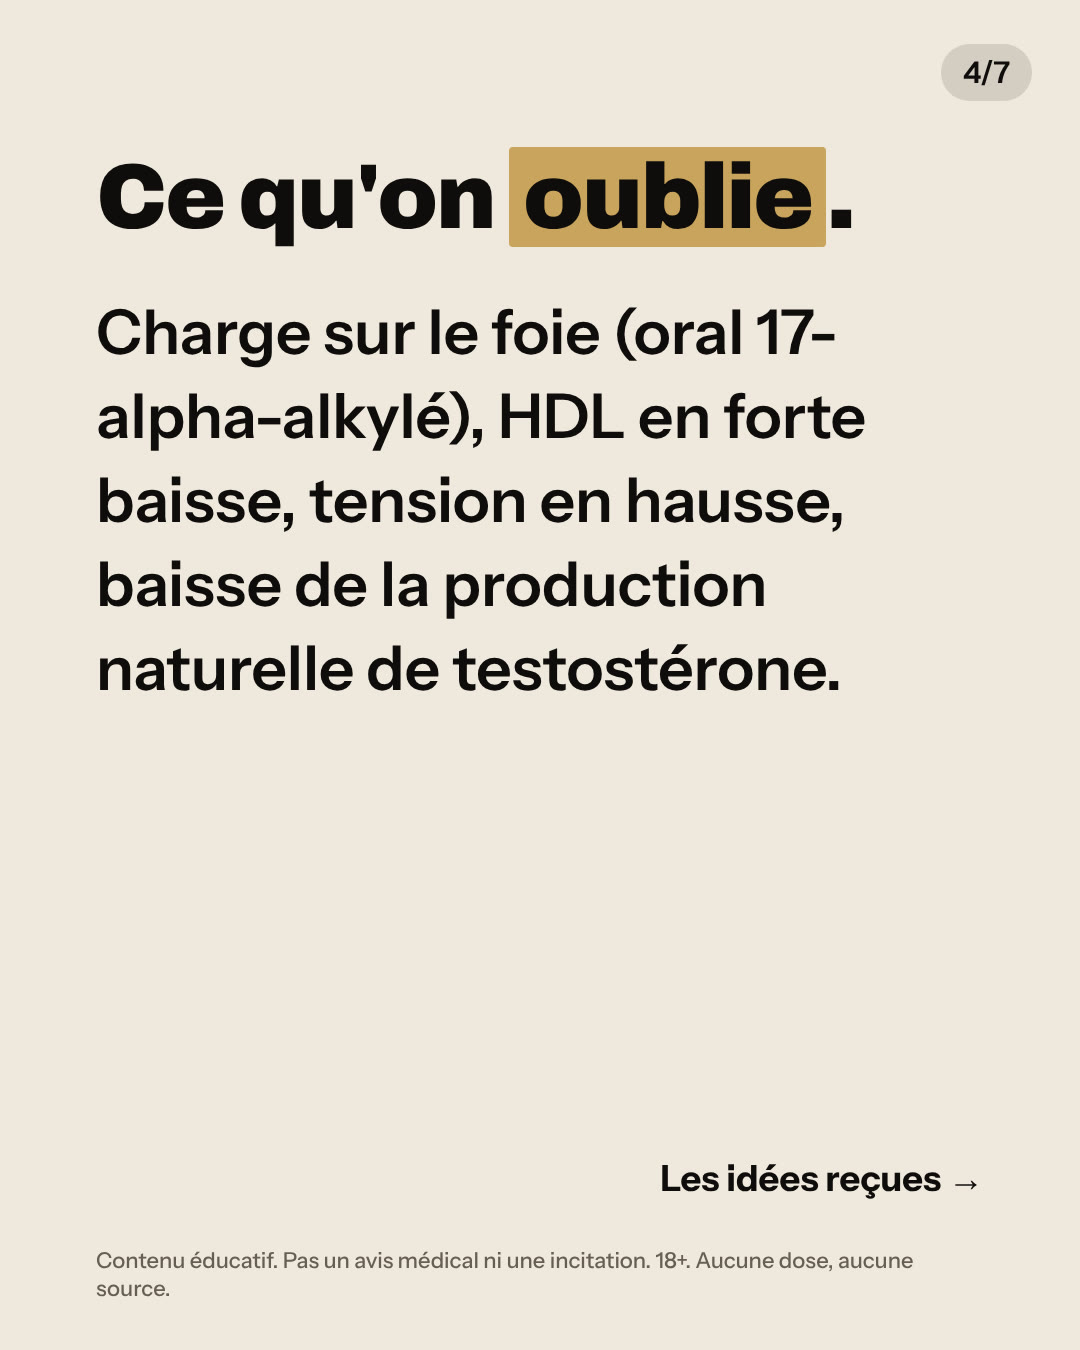 4/7
Ce qu'on oublie.
Charge sur le foie (oral 17-
alpha-alkylé), HDL en forte
baisse, tension en hausse,
baisse de la production
naturelle de testostérone.
Les idées reçues →
Contenu éducatif. Pas un avis médical ni une incitation. 18+. Aucune dose, aucune
source.